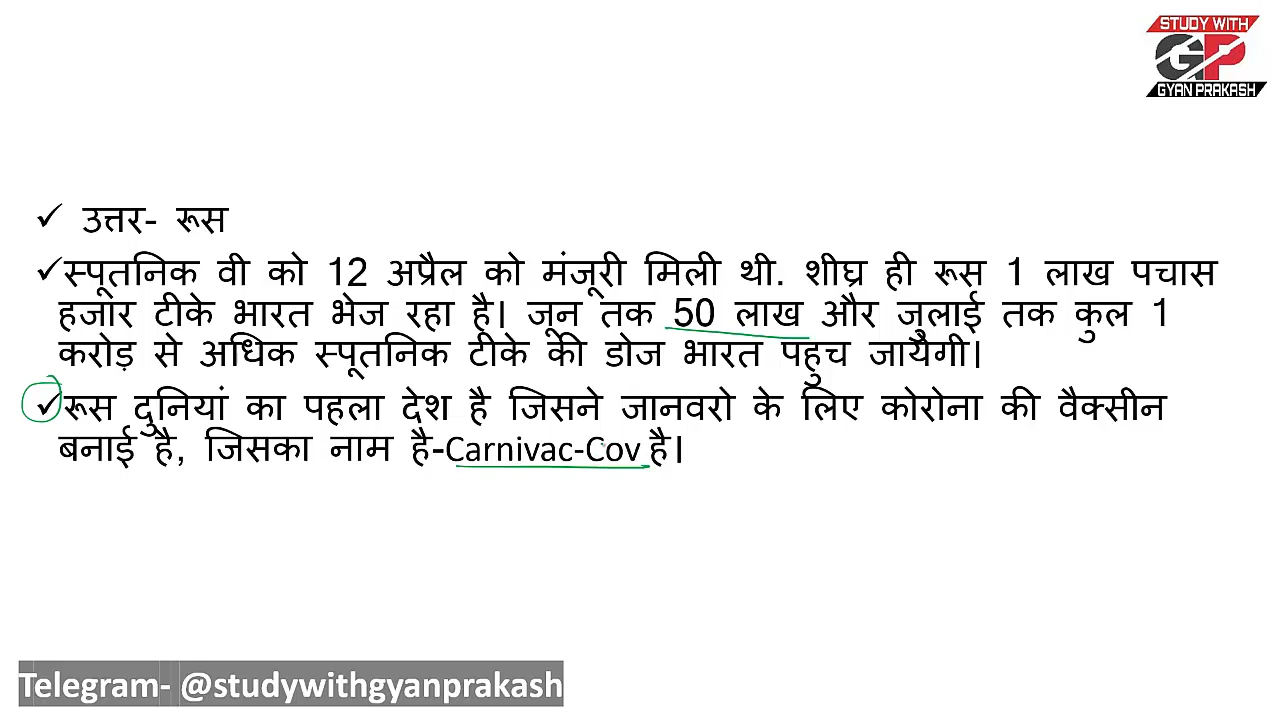 STUDY WITH
GP
GYAN PRAKASH
✓ उत्तर- रूस
✓स्पूतनिक वी को 12 अप्रैल को मंजूरी मिली थी. शीघ्र ही रूस 1 लाख पचास
हजार टीके भारत भेज रहा है। जून तक 50 लाख और जुलाई तक कुल 1
करोड़ से अधिक स्पूतनिक टीके की डोज भारत पहुच जायेगी।
✓रूस दुनियां का पहला देश है जिसने जानवरो के लिए कोरोना की वैक्सीन
बनाई है, जिसका नाम है-Carnivac-Cov है।
Telegram- @studywithgyanprakash